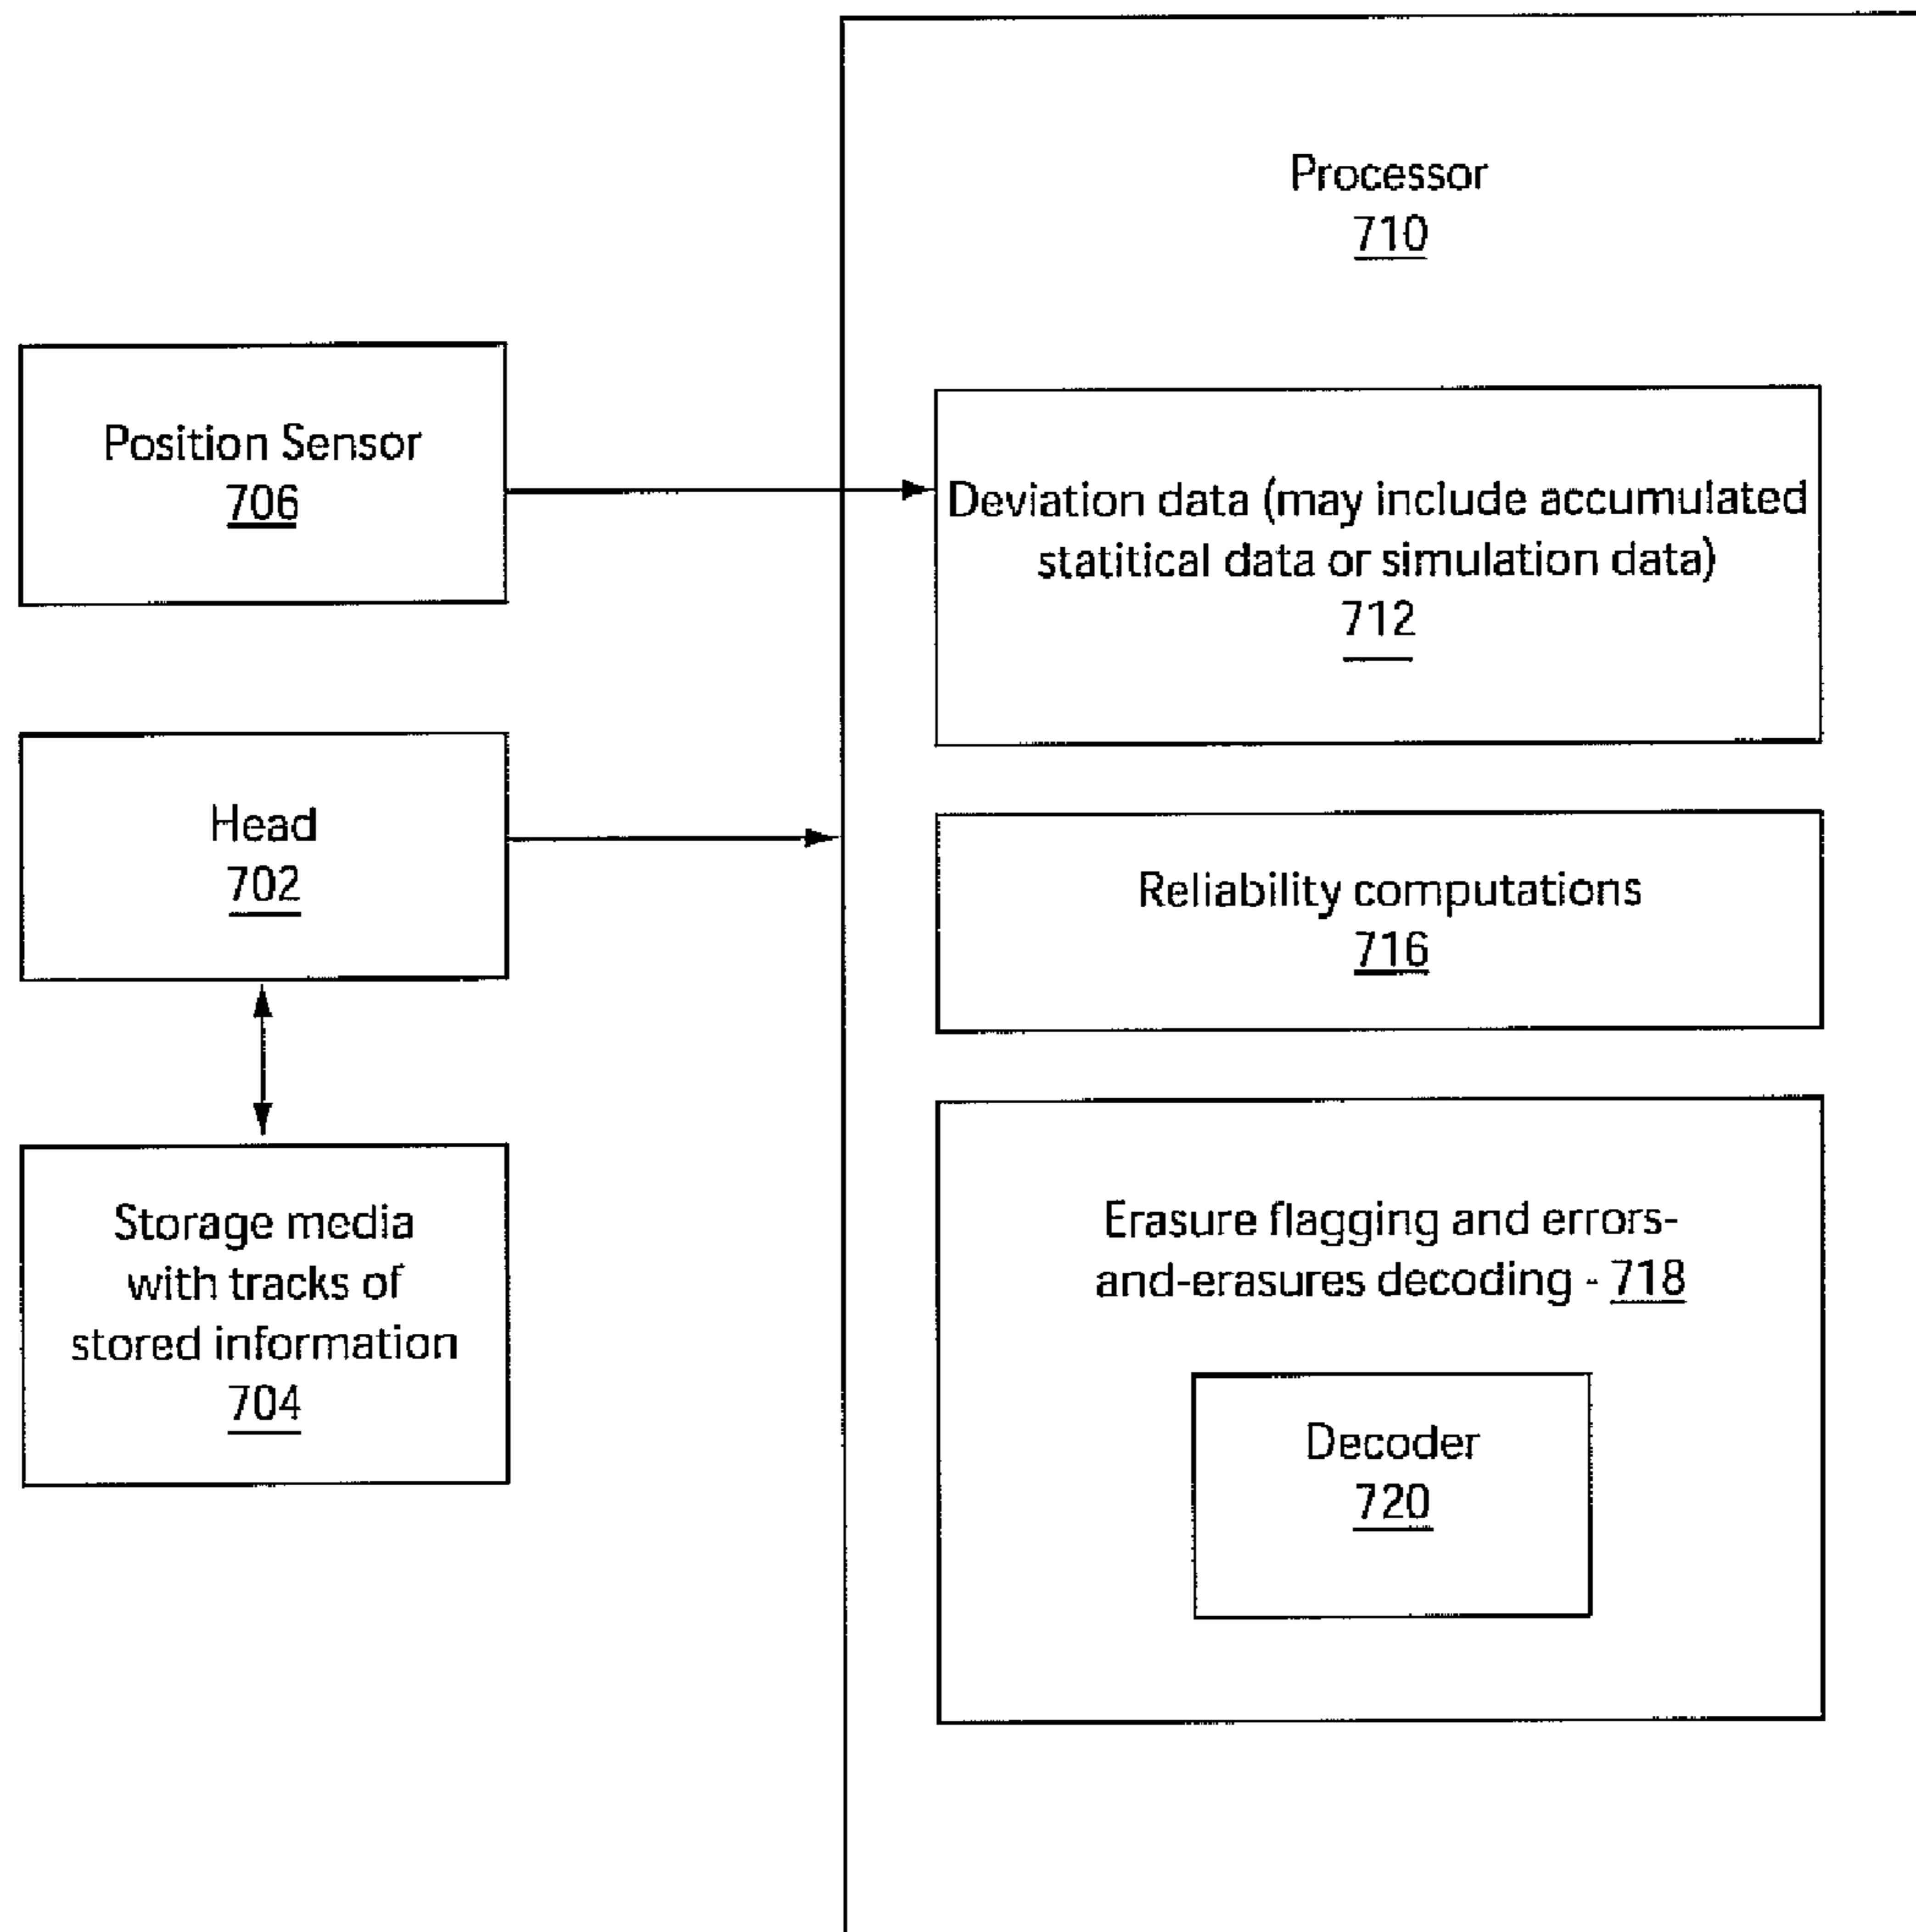 Processor
710
Position Sensor
706
Deviation data (may include accumulated
statitical data or simulation data)
712
Head
702
Reliability computations
716
Storage media
with tracks of
stored information
704
Erasure flagging and errors-
and-erasures decoding - 718
Decoder
720